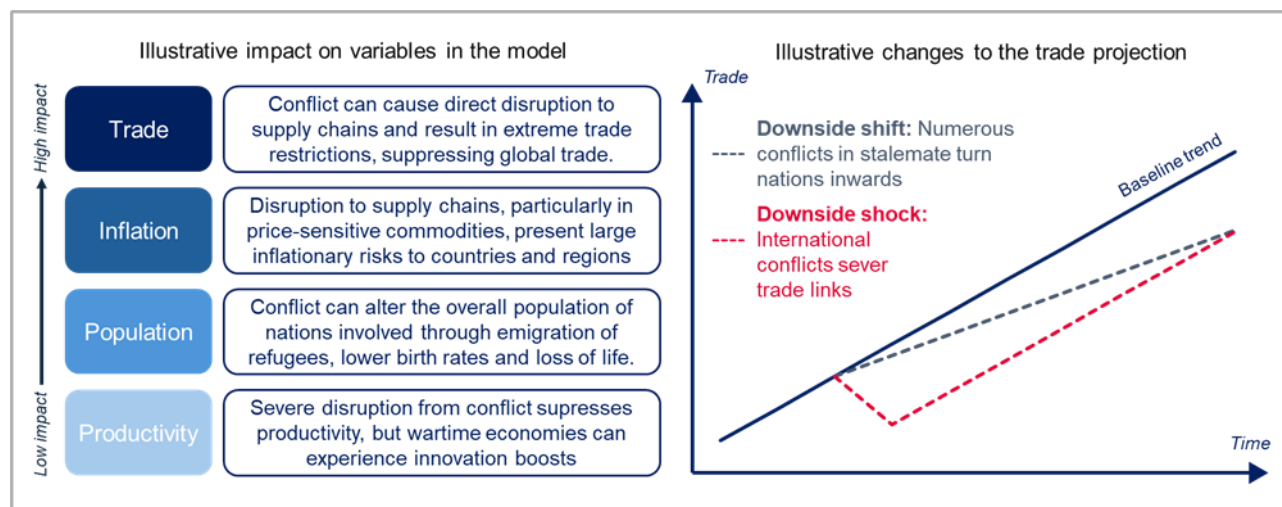 Illustrative impact on variables in the model
High impact
Low impact
Trade
Conflict can cause direct disruption to
supply chains and result in extreme trade
restrictions, suppressing global trade.
Inflation
Disruption to supply chains, particularly in
price-sensitive commodities, present large
inflationary risks to countries and regions
Population
Conflict can alter the overall population of
nations involved through emigration of
refugees, lower birth rates and loss of life.
Productivity
Severe disruption from conflict supresses
productivity, but wartime economies can
experience innovation boosts
Illustrative changes to the trade projection
Trade
Downside shift: Numerous
conflicts in stalemate turn
nations inwards
Downside shock:
International
conflicts sever
trade links
Baseline trend
Time